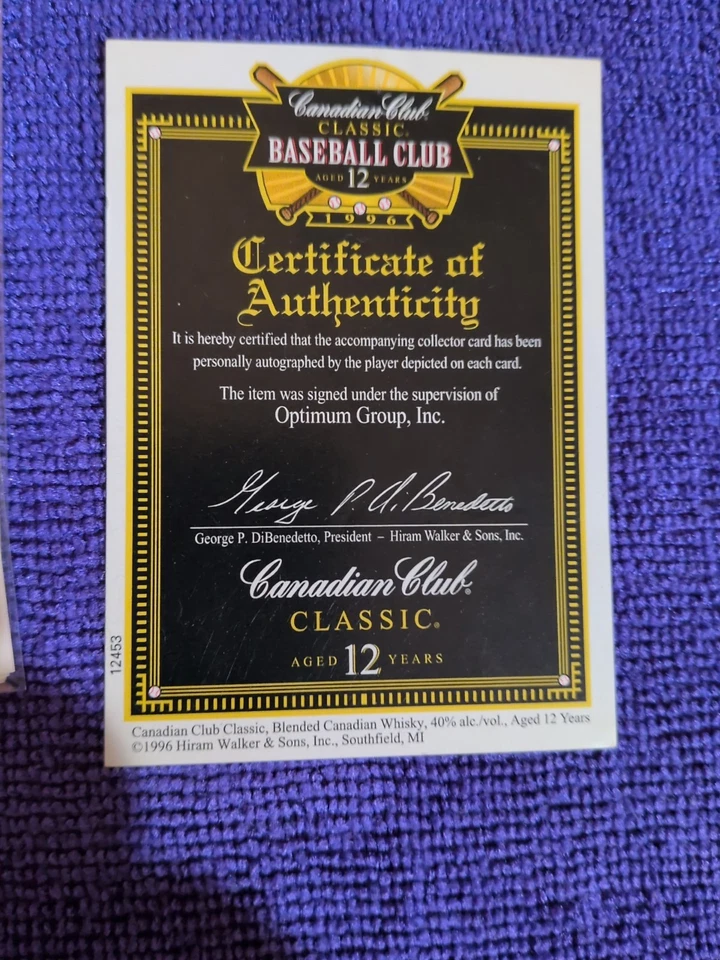 Canadian Club®
CLASSIC®
BASEBALL CLUB
AGED 12 YEARS
1996
Certificate of
Authenticity
It is hereby certified that the accompanying collector card has been
personally autographed by the player depicted on each card.
The item was signed under the supervision of
Optimum Group, Inc.
George P. DiBenedetto
George P. DiBenedetto, President – Hiram Walker & Sons, Inc.
Canadian Club®
CLASSIC®
AGED 12 YEARS
12453
Canadian Club Classic, Blended Canadian Whisky, 40% alc./vol., Aged 12 Years
©1996 Hiram Walker & Sons, Inc., Southfield, MI